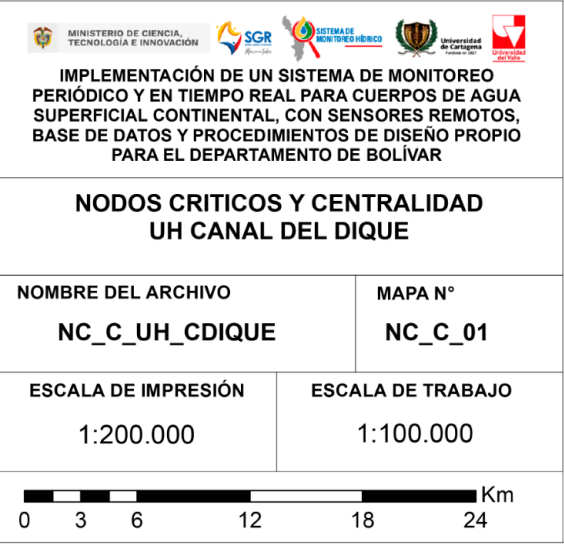 MINISTERIO DE CIENCIA,
TECNOLOGÍA E INNOVACIÓN
SGR
SISTEMA DE
MONITOREO HÍDRICO
Universidad
de Cartagena
Fundada en 1827
Universidad
del Valle
IMPLEMENTACIÓN DE UN SISTEMA DE MONITOREO
PERIÓDICO Y EN TIEMPO REAL PARA CUERPOS DE AGUA
SUPERFICIAL CONTINENTAL, CON SENSORES REMOTOS,
BASE DE DATOS Y PROCEDIMIENTOS DE DISEÑO PROPIO
PARA EL DEPARTAMENTO DE BOLÍVAR
NODOS CRITICOS Y CENTRALIDAD
UH CANAL DEL DIQUE
NOMBRE DEL ARCHIVO
NC_C_UH_CDIQUE
MAPA N°
NC_C_01
ESCALA DE IMPRESIÓN
1:200.000
ESCALA DE TRABAJO
1:100.000
Km
0 3 6 12 18 24